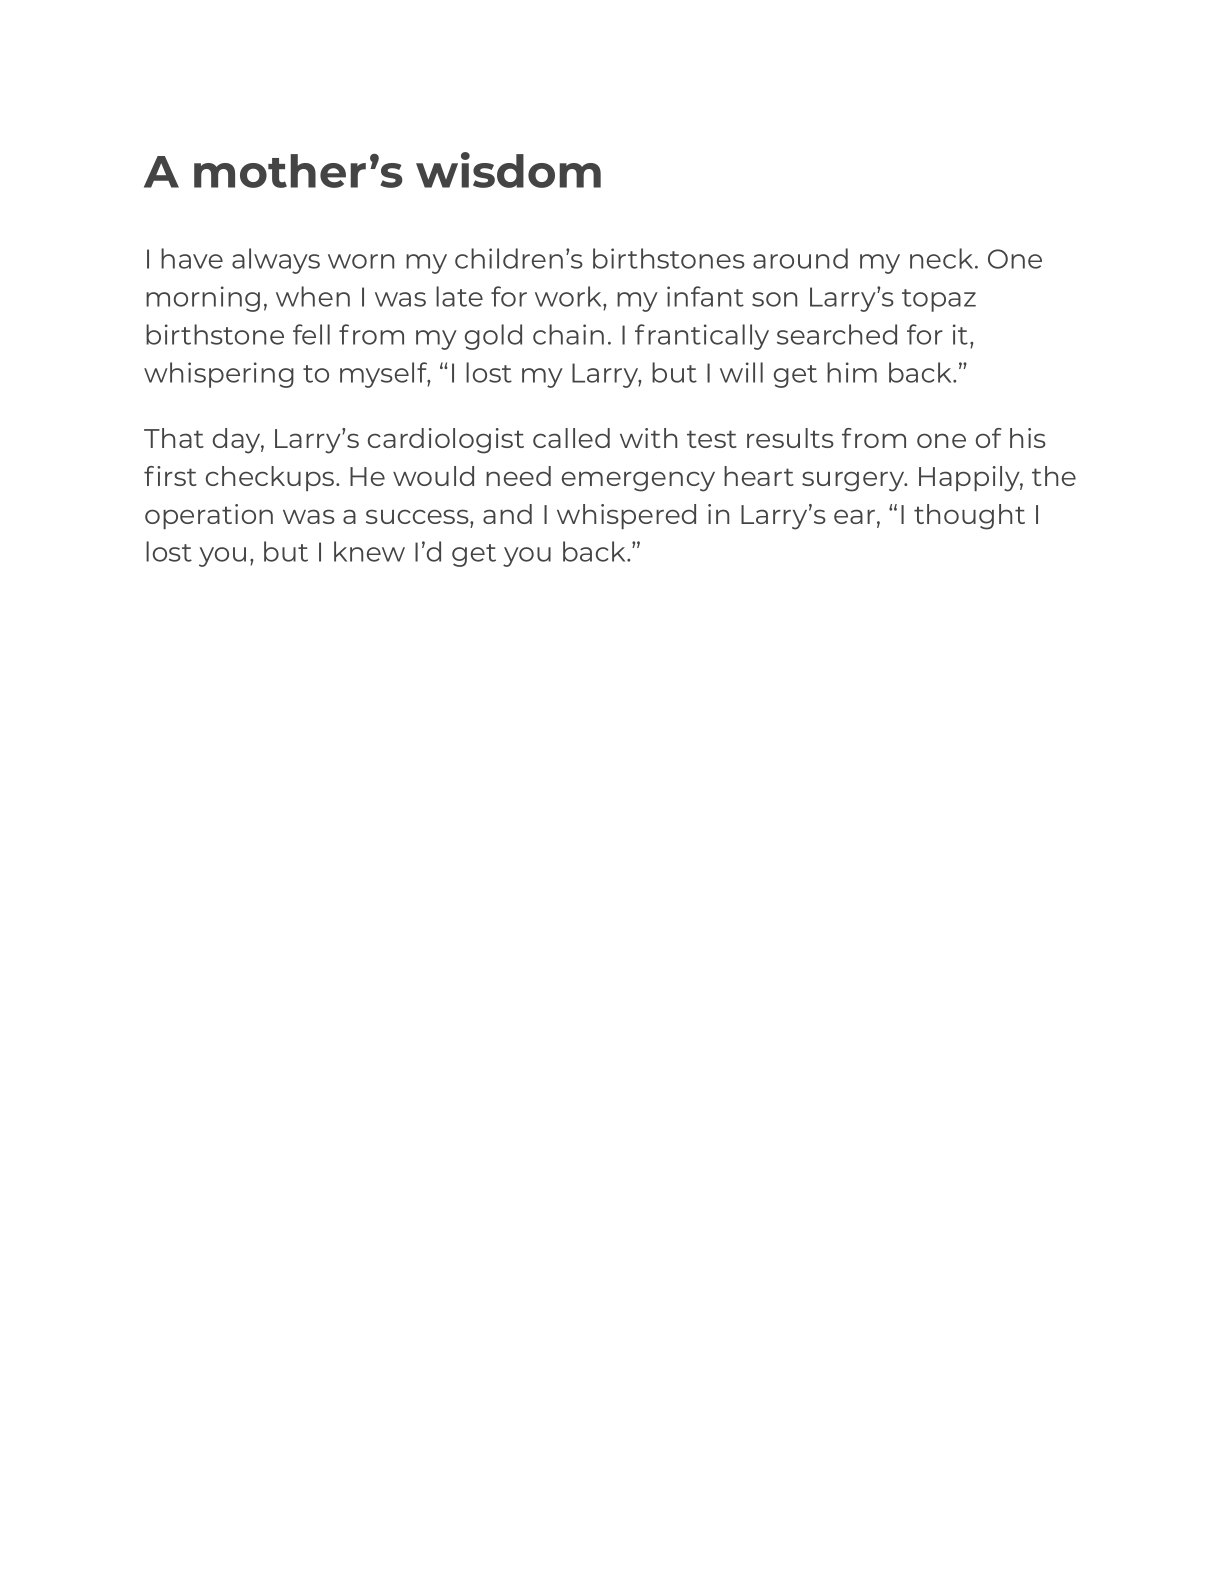 A mother’s wisdom
I have always worn my children’s birthstones around my neck. One
morning, when I was late for work, my infant son Larry’s topaz
birthstone fell from my gold chain. I frantically searched for it,
whispering to myself, “I lost my Larry, but I will get him back.”
That day, Larry’s cardiologist called with test results from one of his
first checkups. He would need emergency heart surgery. Happily, the
operation was a success, and I whispered in Larry’s ear, “I thought I
lost you, but I knew I’d get you back.”